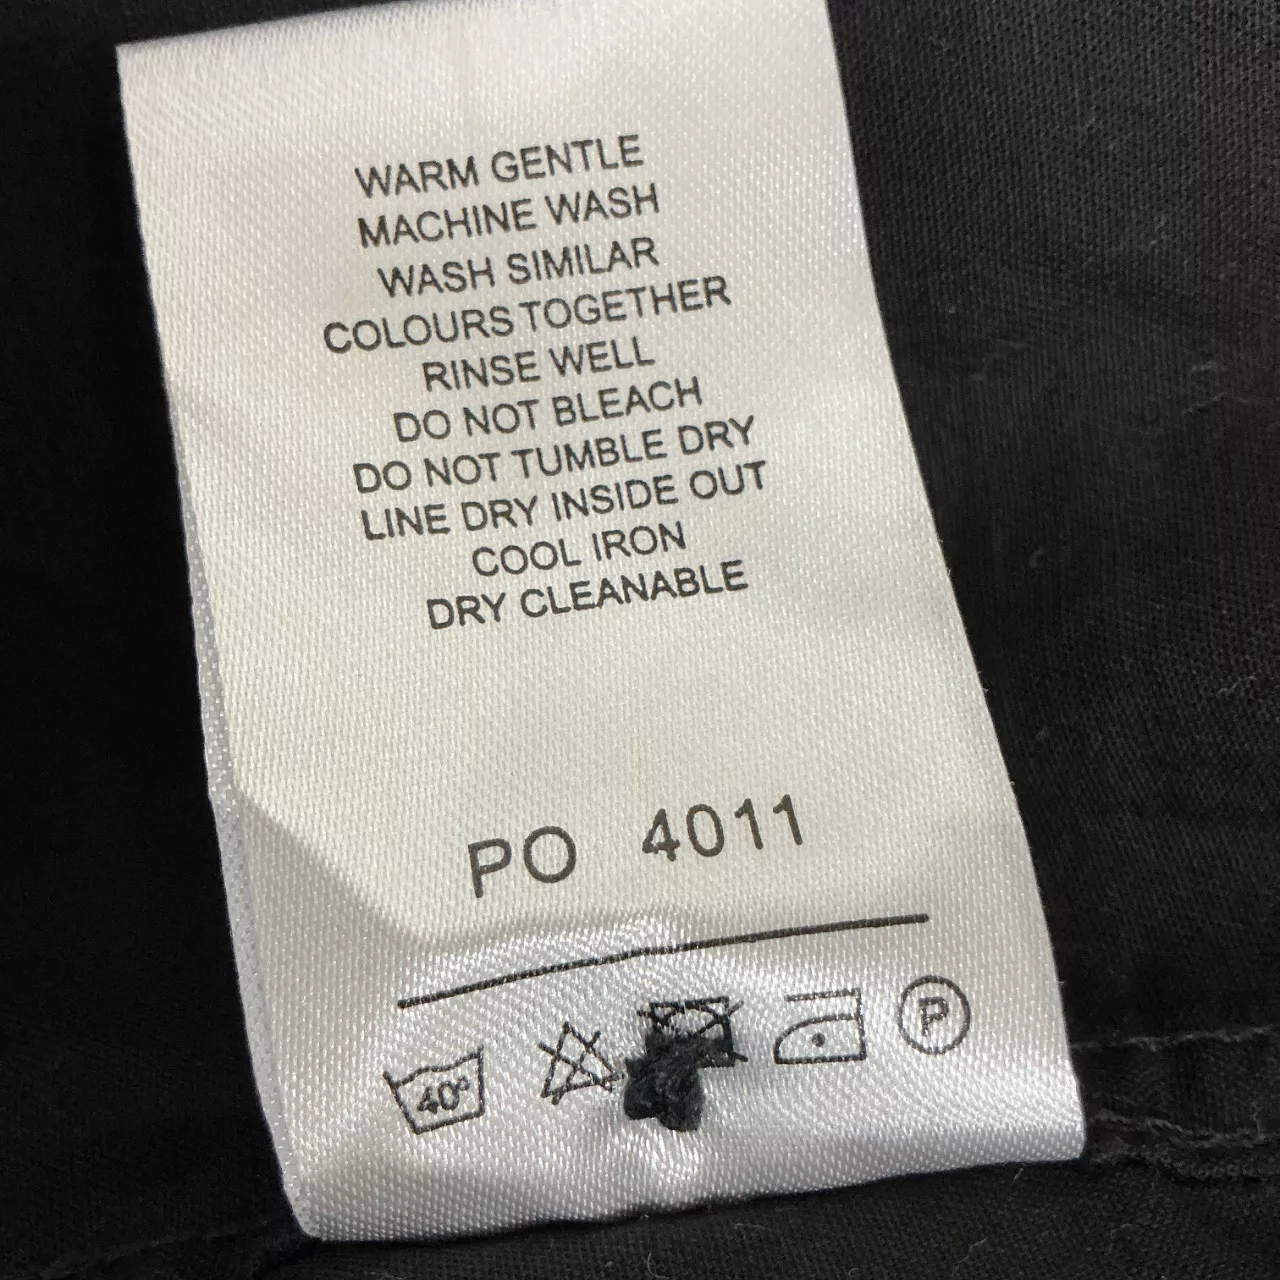 WARM GENTLE
MACHINE WASH
WASH SIMILAR
COLOURS TOGETHER
RINSE WELL
DO NOT BLEACH
DO NOT TUMBLE DRY
LINE DRY INSIDE OUT
COOL IRON
DRY CLEANABLE
PO 4011
40° P